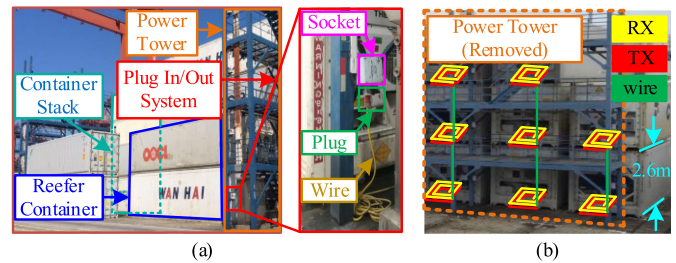 Power
Tower
Socket
Plug In/Out
System
Container
Stack
Plug
Reefer
Container
Wire
OOCL
WAN HAI
WARNING
(a)
Power Tower
(Removed)
RX
TX
wire
2.6m
(b)